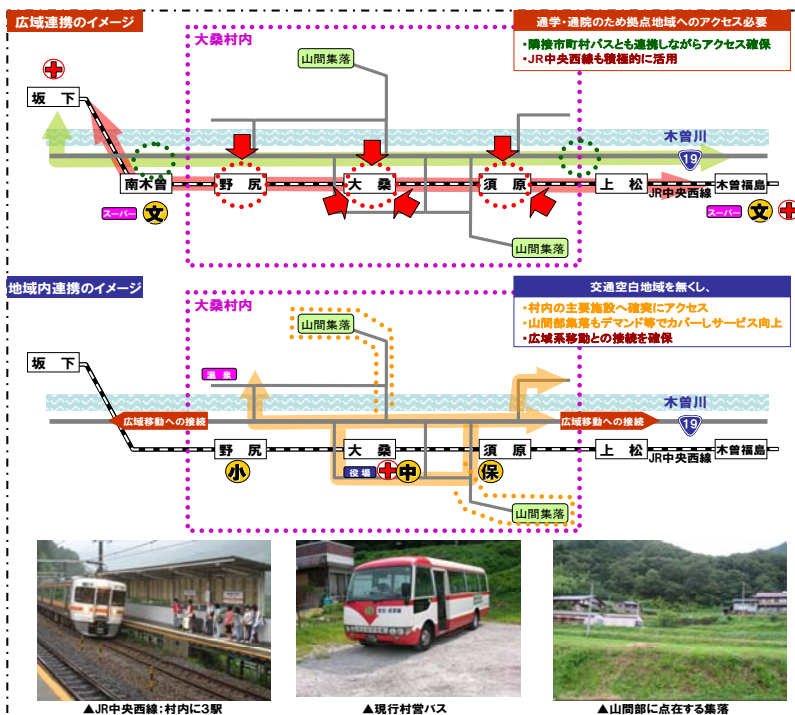 広域連携のイメージ
通学・通院のため拠点地域へのアクセス必要
・隣接市町村バスとも連携しながらアクセス確保
・JR中央西線も積極的に活用
大桑村内
山間集落
坂 下
木曽川
19
南木曽
野 尻
大 桑
須 原
上 松
JR中央西線
木曽福島
スーパー
文
スーパー
文
山間集落
地域内連携のイメージ
交通空白地域を無くし、
・村内の主要施設へ確実にアクセス
・山間部集落もデマンド等でカバーしサービス向上
・広域系移動との接続を確保
大桑村内
山間集落
坂 下
温 泉
木曽川
広域移動への接続
広域移動への接続
19
野 尻
大 桑
須 原
上 松
JR中央西線
木曽福島
小
役場
中
保
山間集落
▲JR中央西線：村内に3駅
▲現行村営バス
▲山間部に点在する集落